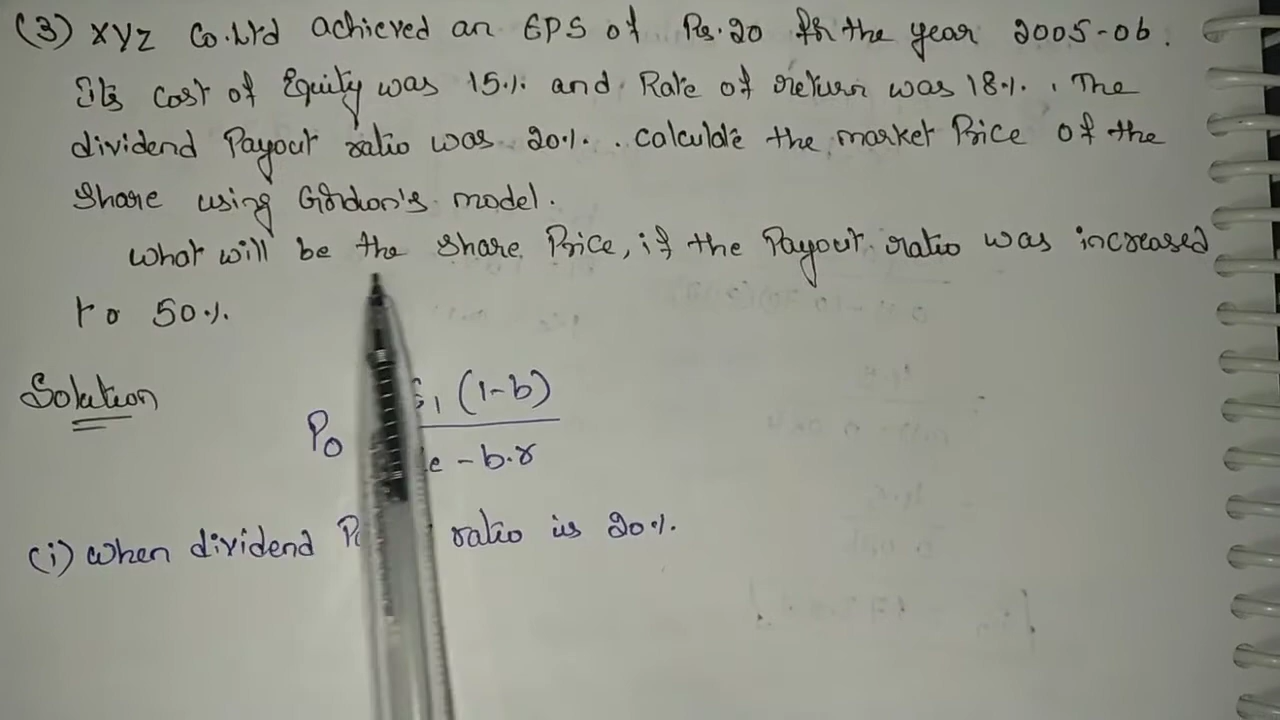 (3) XYZ Co.Ltd achieved an EPS of Rs.20 for the year 2005-06.
Its Cost of Equity was 15% and Rate of return was 18%. The
dividend Payout ratio was 20%. calculate the market Price of the
Share using Gordon's model.
What will be the share Price, if the Payout ratio was increased
to 50%.
Solution
P0 E1 (1-b)
e - b.r
(i) When dividend ratio is 20%.